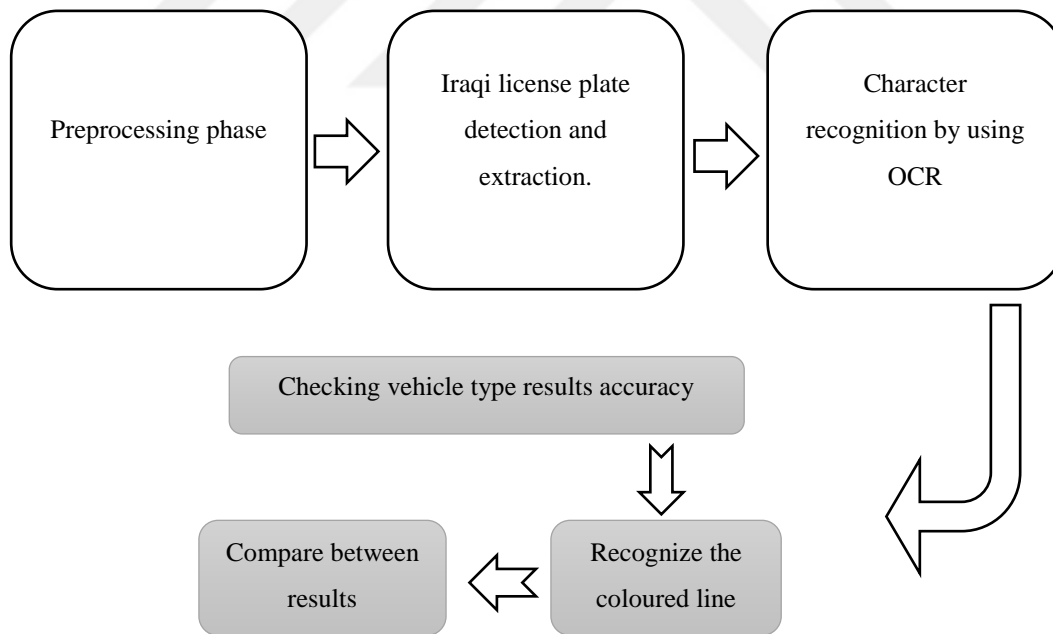 Preprocessing phase
Iraqi license plate
detection and
extraction.
Character
recognition by using
OCR
Checking vehicle type results accuracy
Recognize the
coloured line
Compare between
results